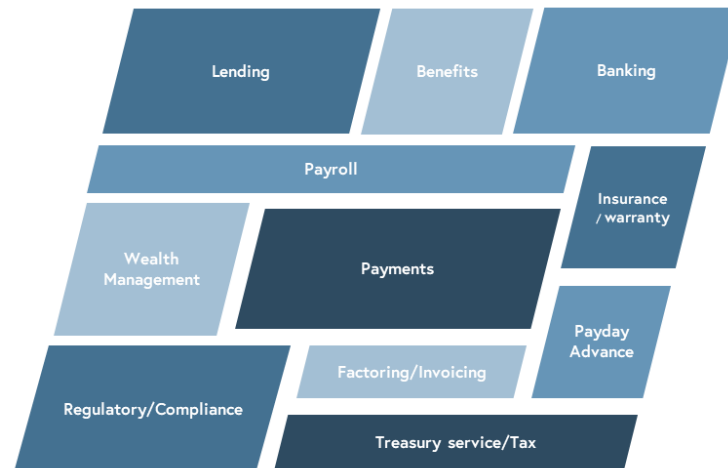 Lending
Benefits
Banking
Payroll
Insurance
/ warranty
Wealth
Management
Payments
Payday
Advance
Factoring/Invoicing
Regulatory/Compliance
Treasury service/Tax